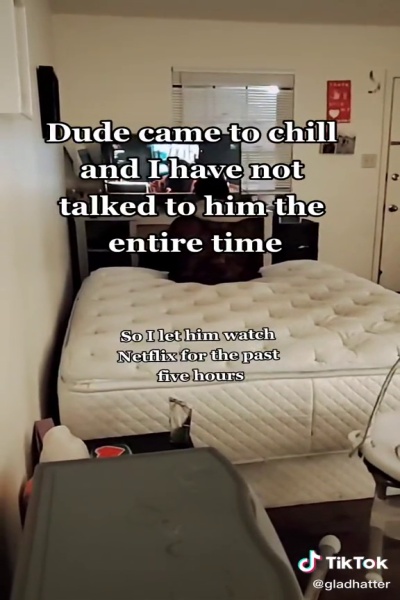 Dude came to chill
and I have not
talked to him the
entire time
So I let him watch
Netflix for the past
five hours
TikTok
@gladhatter